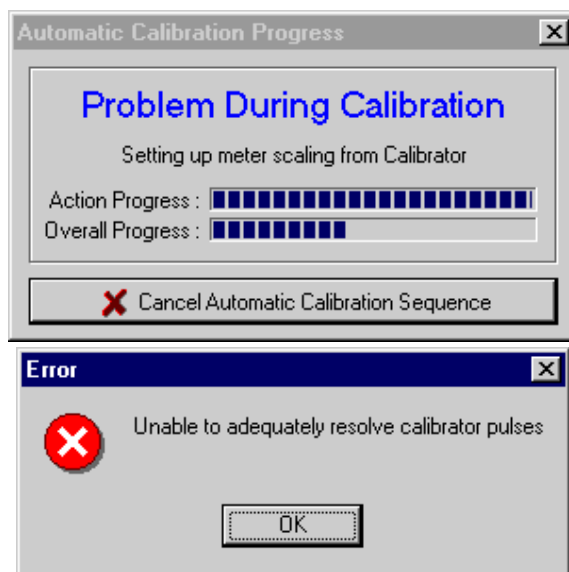 Automatic Calibration Progress
Problem During Calibration
Setting up meter scaling from Calibrator
Action Progress :
Overall Progress :
Cancel Automatic Calibration Sequence
Error
Unable to adequately resolve calibrator pulses
OK